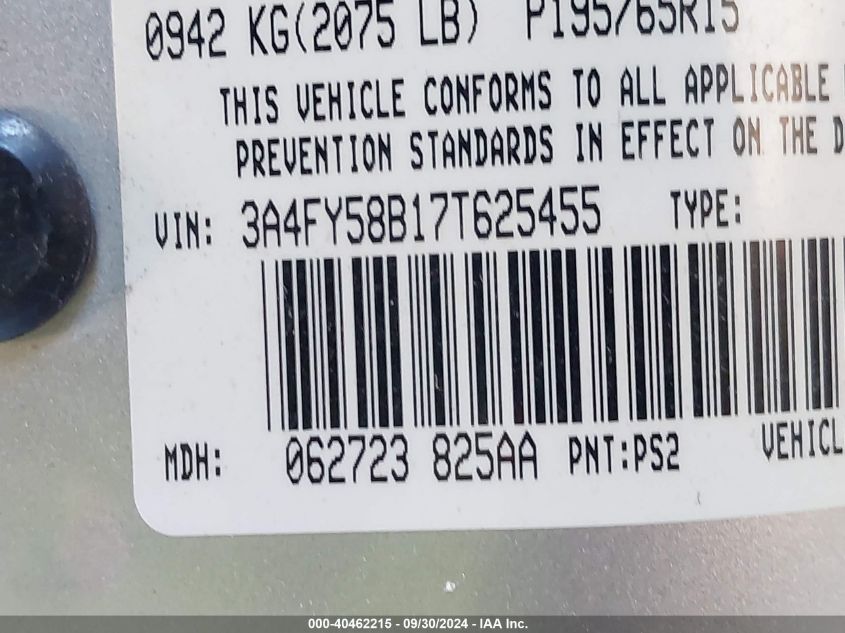 0942 KG(2075 LB) P195/65R15
THIS VEHICLE CONFORMS TO ALL APPLICABLE
PREVENTION STANDARDS IN EFFECT ON THE D
VIN: 3A4FY58B17T625455 TYPE:
MDH: 062723 825AA PNT:PS2 VEHICL
000-40462215 - 09/30/2024 - IAA Inc.